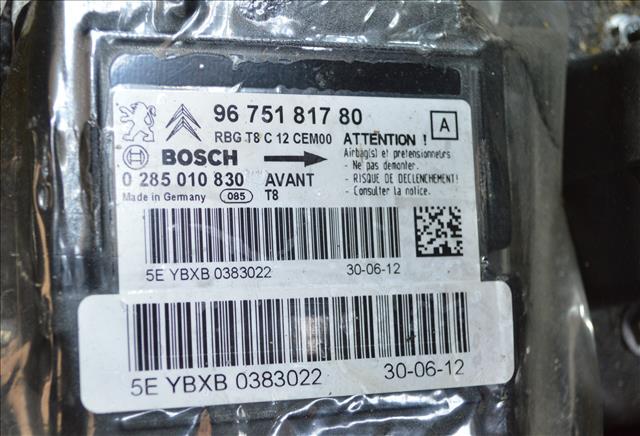 96 751 817 80
RBG T8 C 12 CEM00
A
BOSCH
ATTENTION !
Airbag(s) et pretensionneurs
- Ne pas demonter.
- RISQUE DE DECLENCHEMENT!
- Consulter la notice.
0 285 010 830 AVANT
Made in Germany 085 T8
5E YBXB 0383022 30-06-12
5E YBXB 0383022 30-06-12